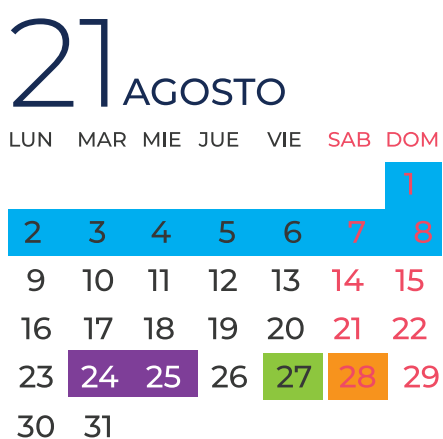 21 AGOSTO
LUN MAR MIE JUE VIE SAB DOM
1
2 3 4 5 6 7 8
9 10 11 12 13 14 15
16 17 18 19 20 21 22
23 24 25 26 27 28 29
30 31